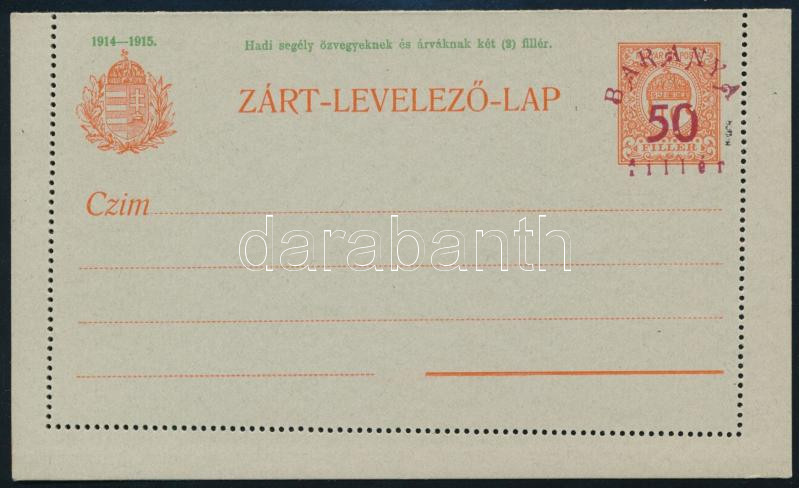 1914—1915.
Hadi segély özvegyeknek és árváknak két (2) fillér.
ZÁRT-LEVELEZŐ-LAP
BARANYA
50
FILLÉR
fillér
Czim
darabanth